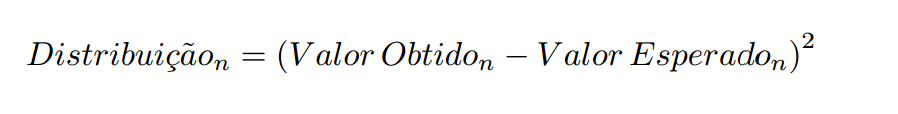 Distribuição_n = (Valor Obtido_n − Valor Esperado_n)^2